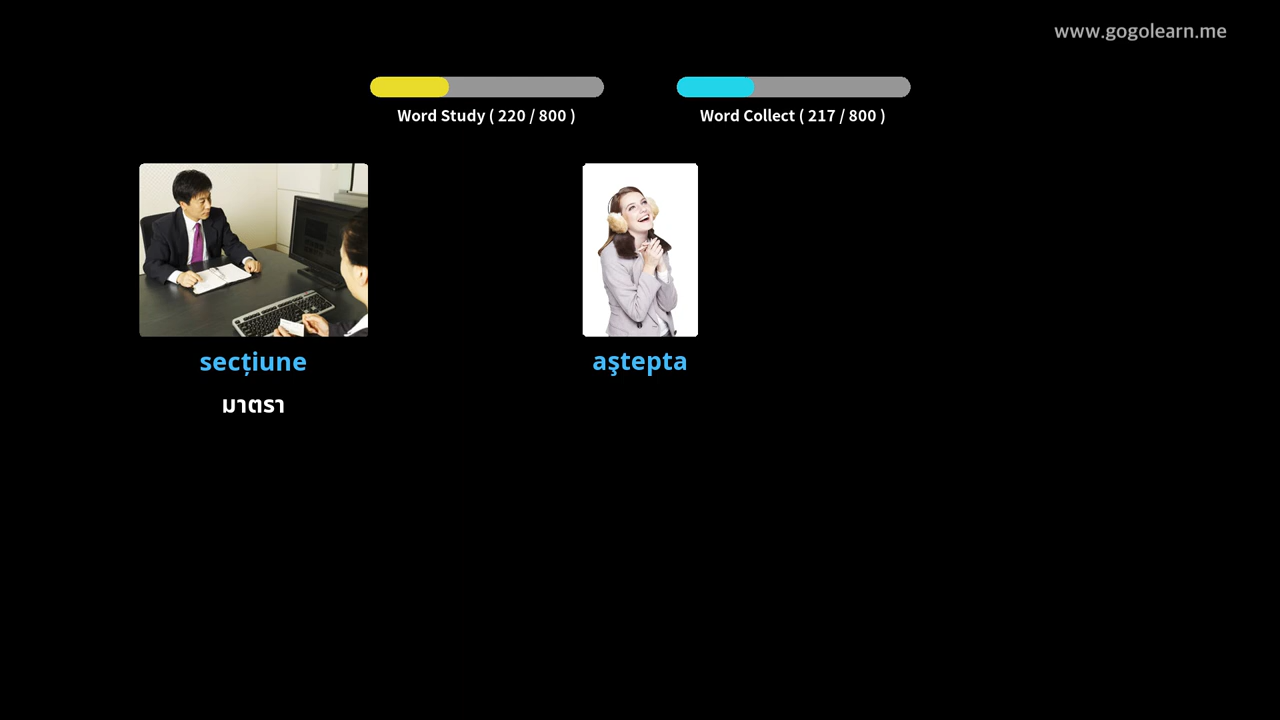 www.gogolearn.me
Word Study ( 220 / 800 )
Word Collect ( 217 / 800 )
secțiune
aştepta
มาตรา